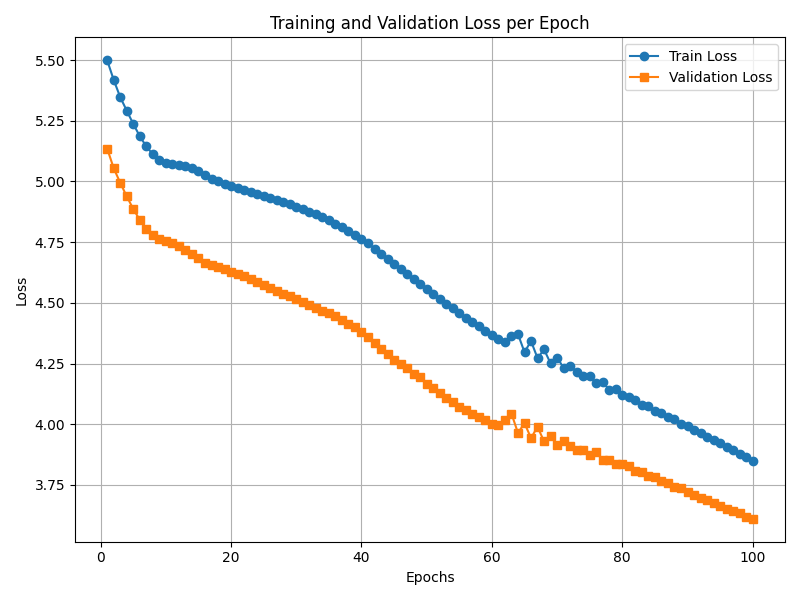 Training and Validation Loss per Epoch
Train Loss
Validation Loss
5.50
5.25
5.00
4.75
4.50
4.25
4.00
3.75
Loss
0 20 40 60 80 100
Epochs